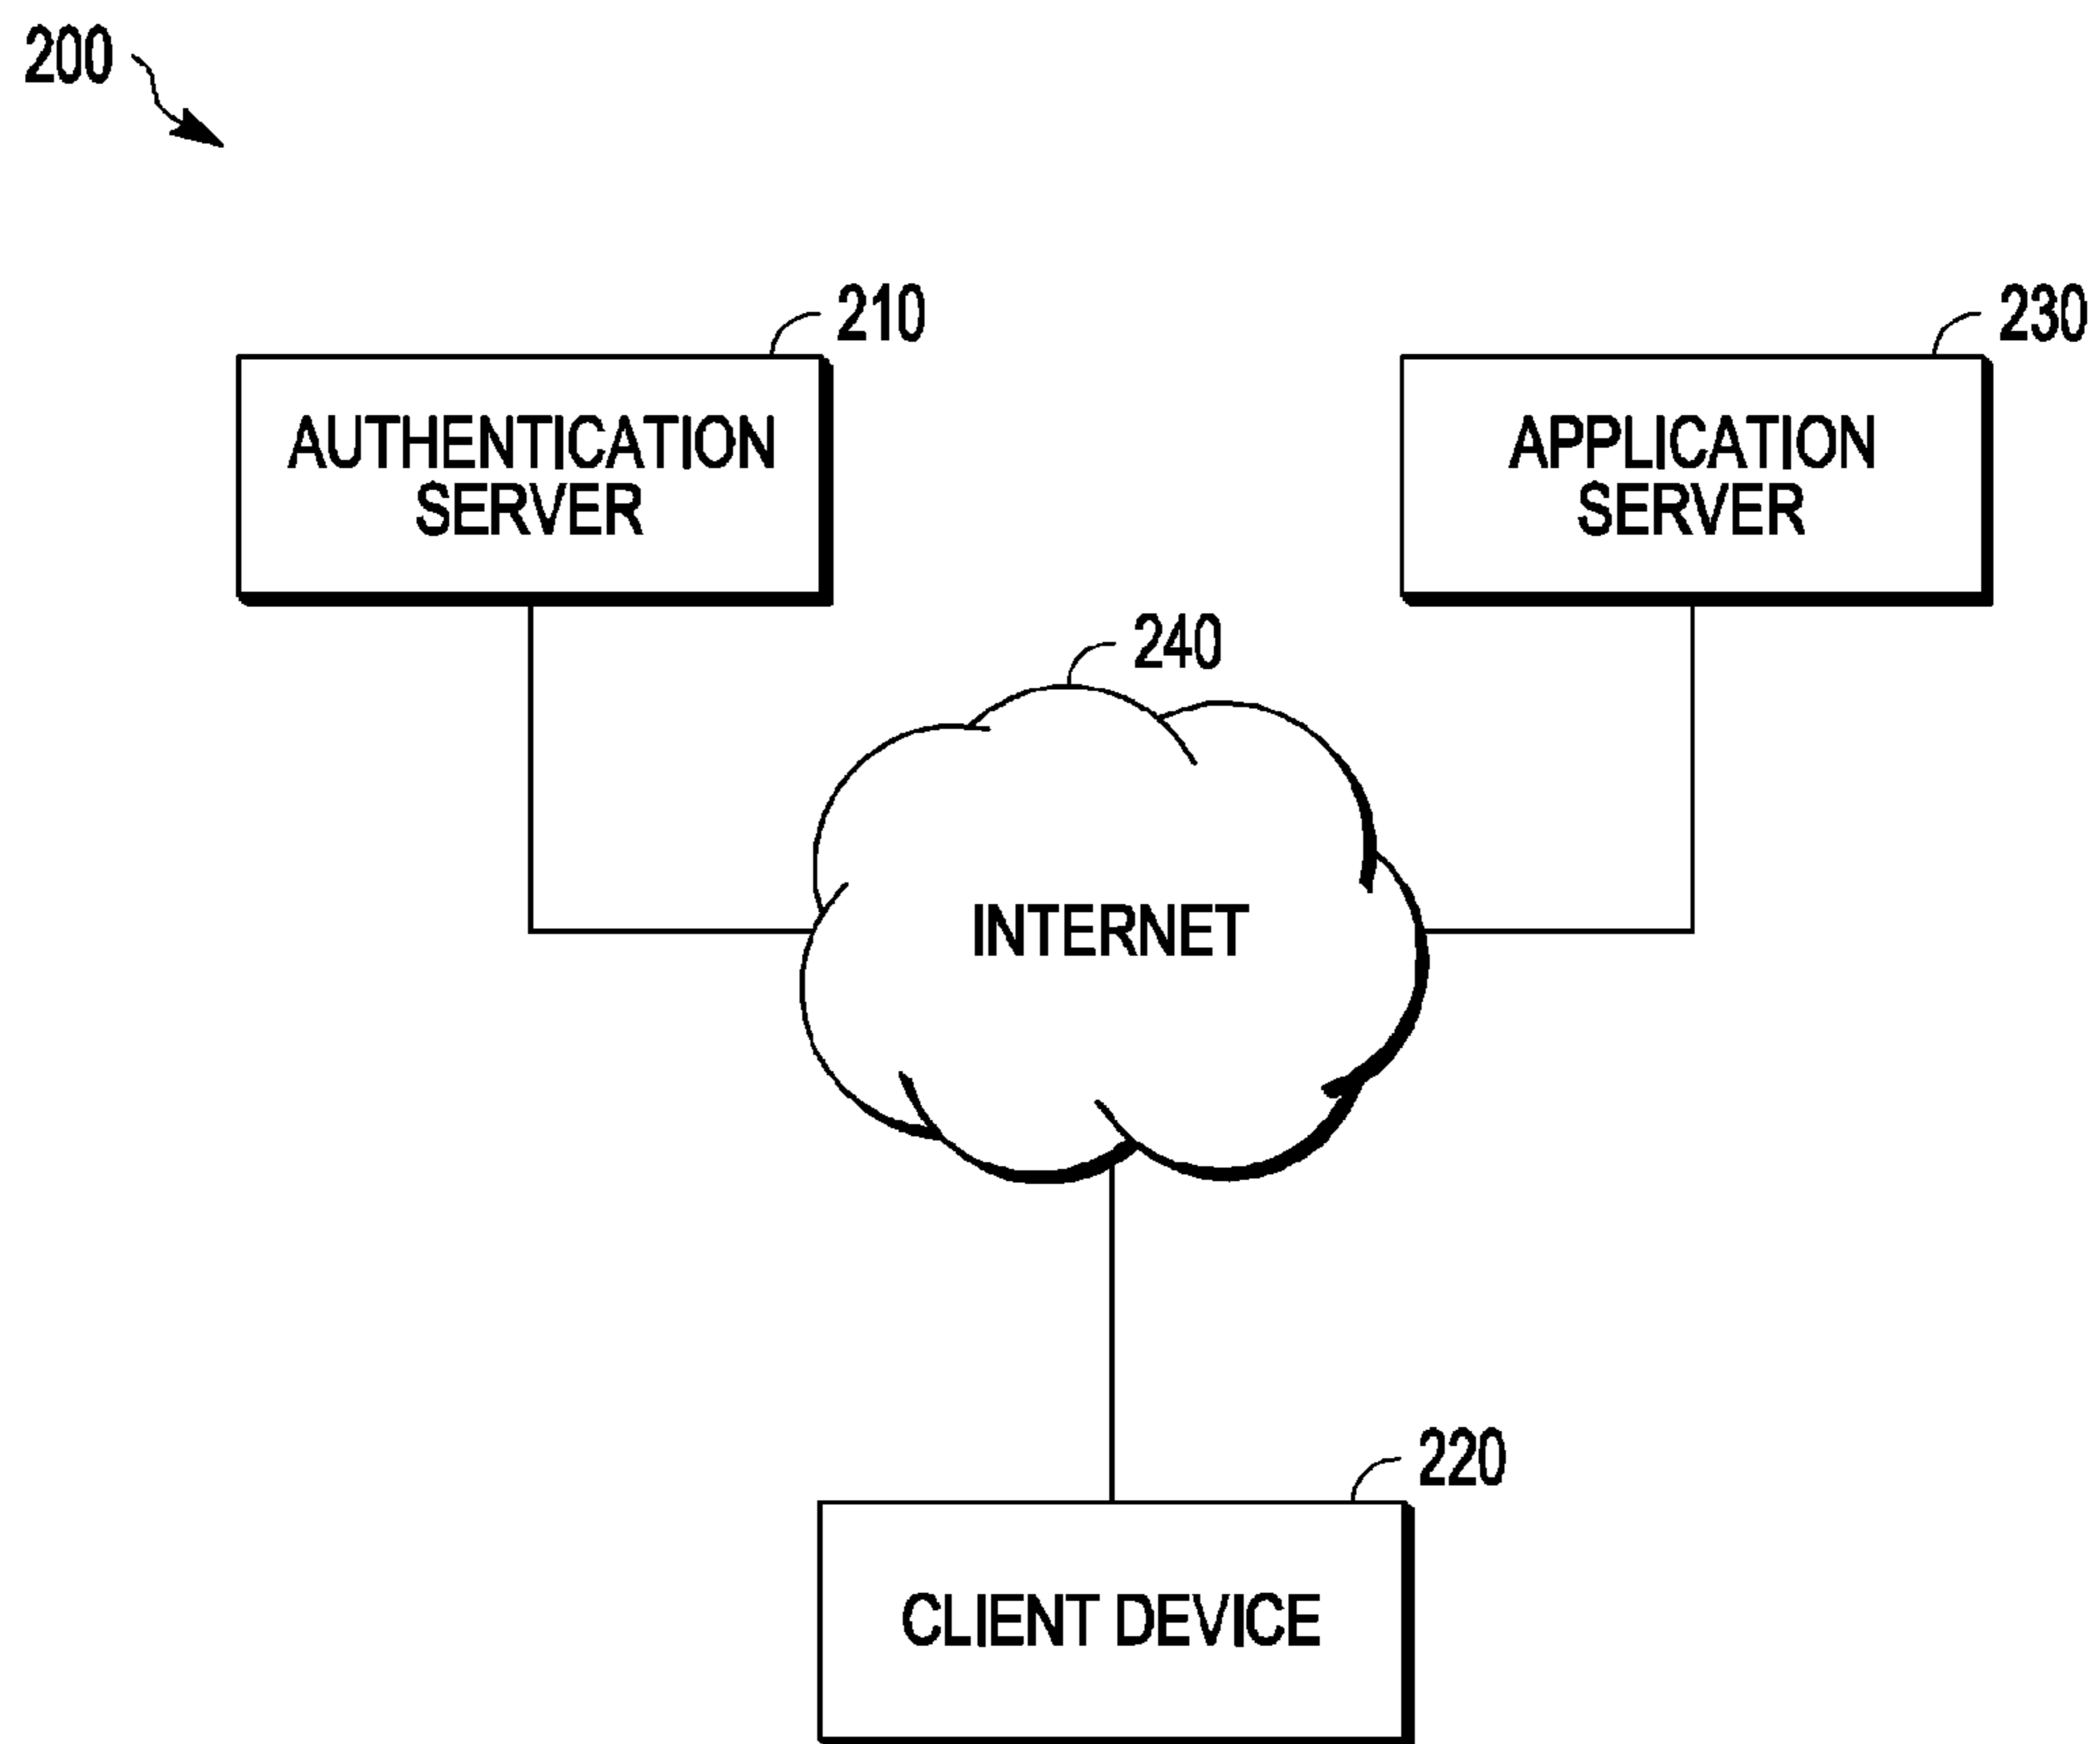 200
210
230
AUTHENTICATION
SERVER
APPLICATION
SERVER
240
INTERNET
220
CLIENT DEVICE